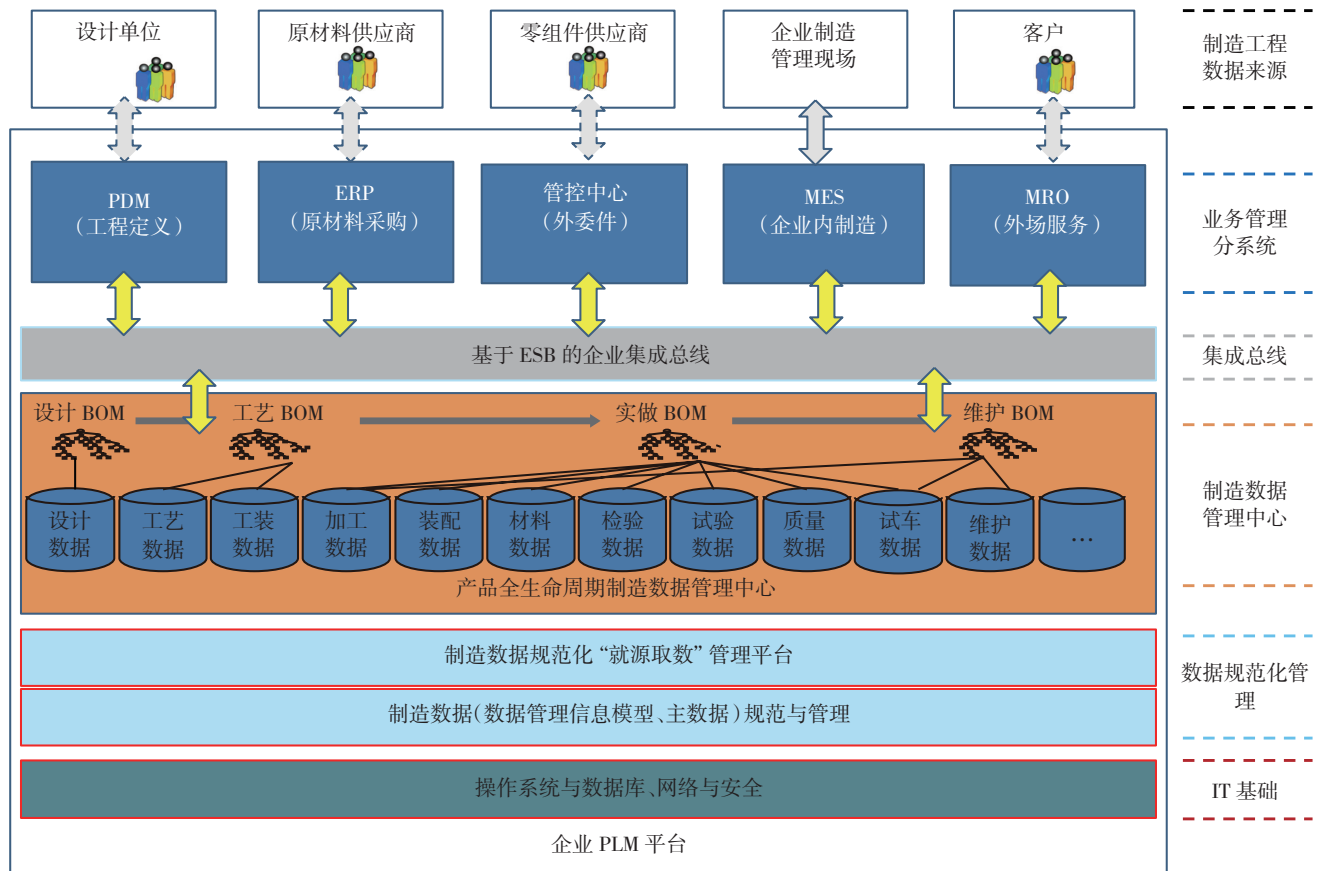 设计单位
原材料供应商
零组件供应商
企业制造
管理现场
客户
制造工程
数据来源
PDM
（工程定义）
ERP
（原材料采购）
管控中心
（外委件）
MES
（企业内制造）
MRO
（外场服务）
业务管理
分系统
基于 ESB 的企业集成总线
集成总线
设计 BOM
工艺 BOM
实做 BOM
维护 BOM
设计
数据
工艺
数据
工装
数据
加工
数据
装配
数据
材料
数据
检验
数据
试验
数据
质量
数据
试车
数据
维护
数据
…
产品全生命周期制造数据管理中心
制造数据
管理中心
制造数据规范化“就源取数”管理平台
制造数据（数据管理信息模型、主数据）规范与管理
数据规范化管
理
操作系统与数据库、网络与安全
IT 基础
企业 PLM 平台